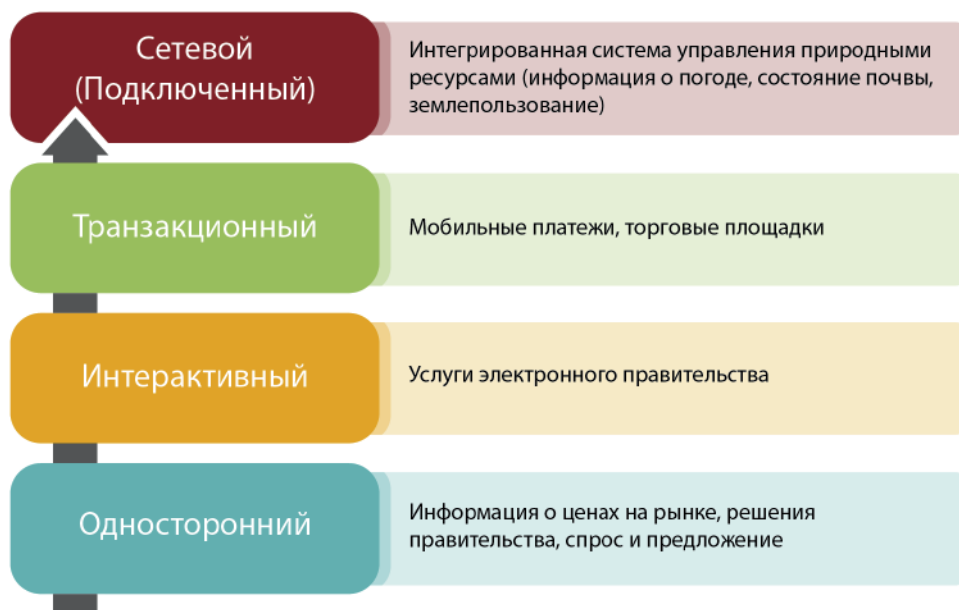 Сетевой
(Подключенный)
Интегрированная система управления природными
ресурсами (информация о погоде, состояние почвы,
землепользование)
Транзакционный
Мобильные платежи, торговые площадки
Интерактивный
Услуги электронного правительства
Односторонний
Информация о ценах на рынке, решения
правительства, спрос и предложение